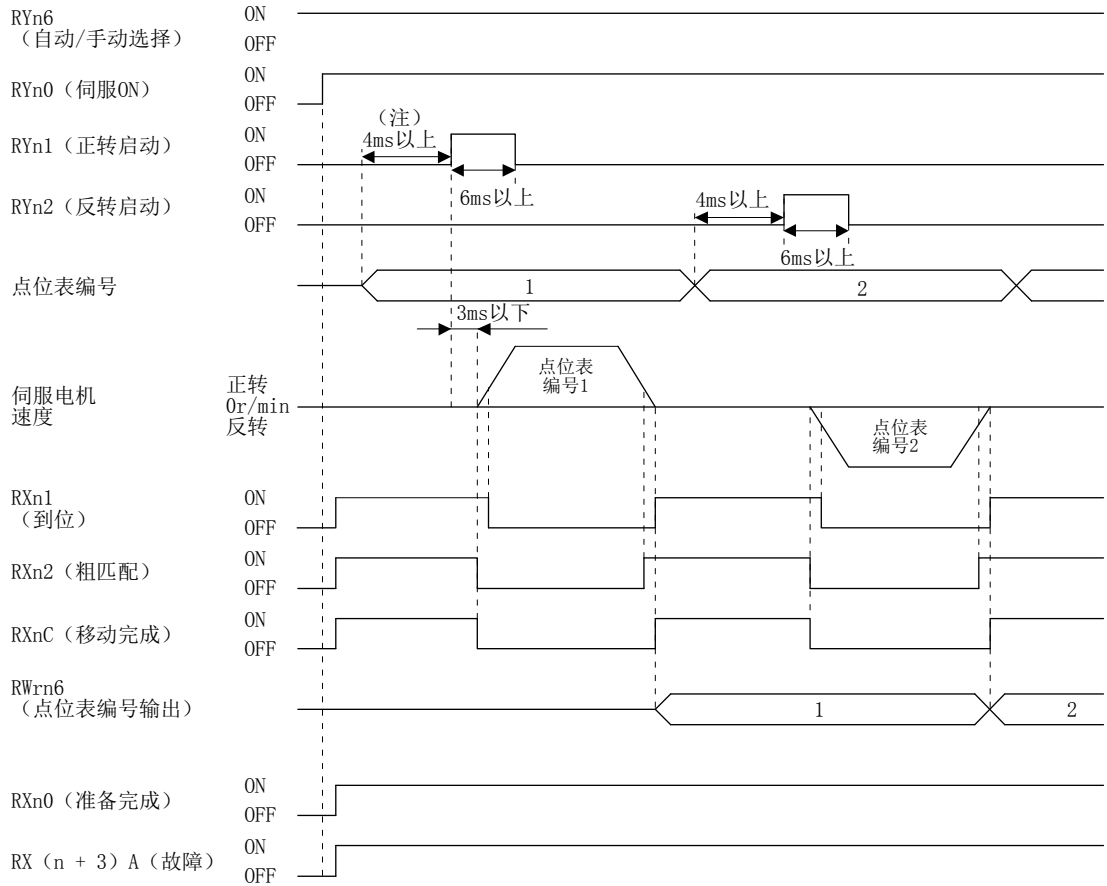 RYn6
（自动/手动选择）
ON
OFF
RYn0（伺服ON）
ON
OFF
RYn1（正转启动）
ON
OFF
（注）
4ms以上
6ms以上
RYn2（反转启动）
ON
OFF
4ms以上
6ms以上
点位表编号
1
2
3ms以下
伺服电机
速度
正转
0r/min
反转
点位表
编号1
点位表
编号2
RXn1
（到位）
ON
OFF
RXn2（粗匹配）
ON
OFF
RXnC（移动完成）
ON
OFF
RWrn6
（点位表编号输出）
1
2
RXn0（准备完成）
ON
OFF
RX（n + 3）A（故障）
ON
OFF